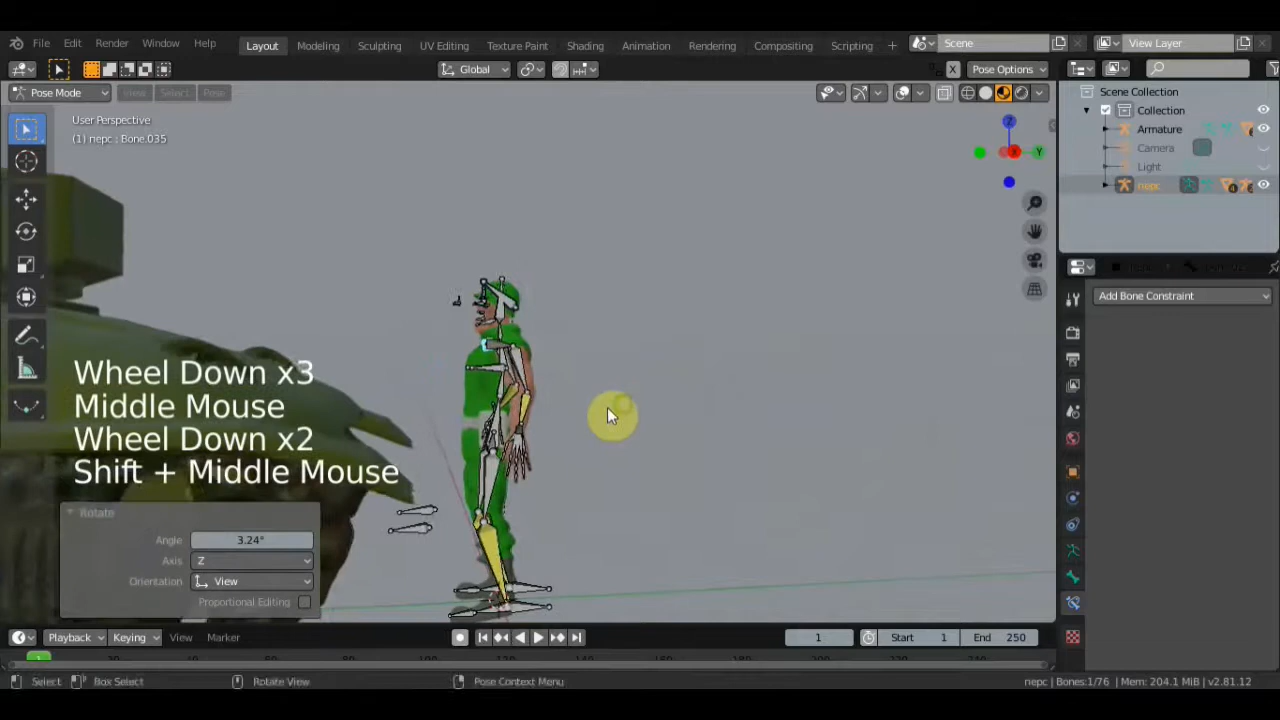 File Edit Render Window Help Layout Modeling Sculpting UV Editing Texture Paint Shading Animation Rendering Compositing Scripting + Scene View Layer
Global X Pose Options
Pose Mode View Select Pose
User Perspective
(1) nepc : Bone.035
Z
X
Y
Scene Collection
Collection
Armature
Camera
Light
nepc
Add Bone Constraint
Wheel Down x3
Middle Mouse
Wheel Down x2
Shift + Middle Mouse
Rotate
Angle 3.24°
Axis Z
Orientation View
Proportional Editing
Playback Keying View Marker 1 Start 1 End 250
1
Select Box Select Rotate View Pose Context Menu nepc | Bones:1/76 | Mem: 204.1 MiB | v2.81.12